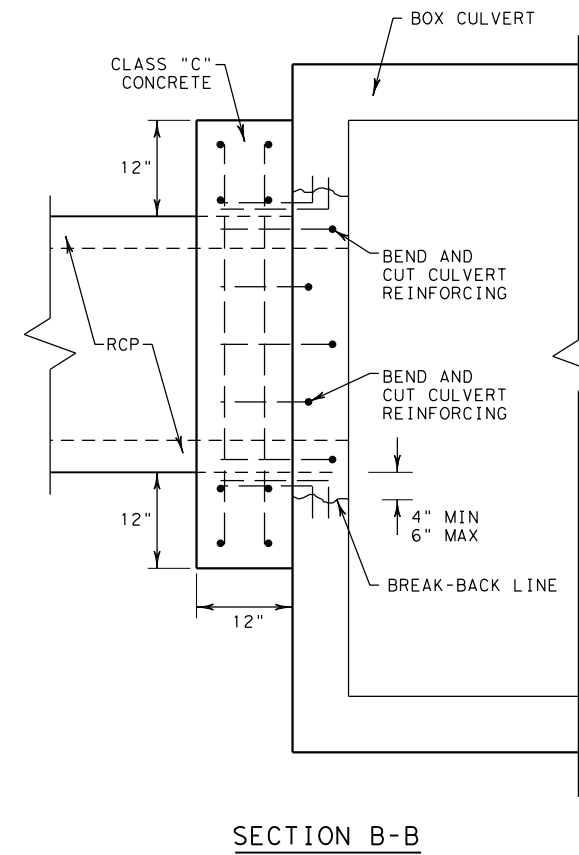 BOX CULVERT
CLASS "C"
CONCRETE
12"
BEND AND
CUT CULVERT
REINFORCING
RCP
BEND AND
CUT CULVERT
REINFORCING
12"
4" MIN
6" MAX
BREAK-BACK LINE
12"
SECTION B-B